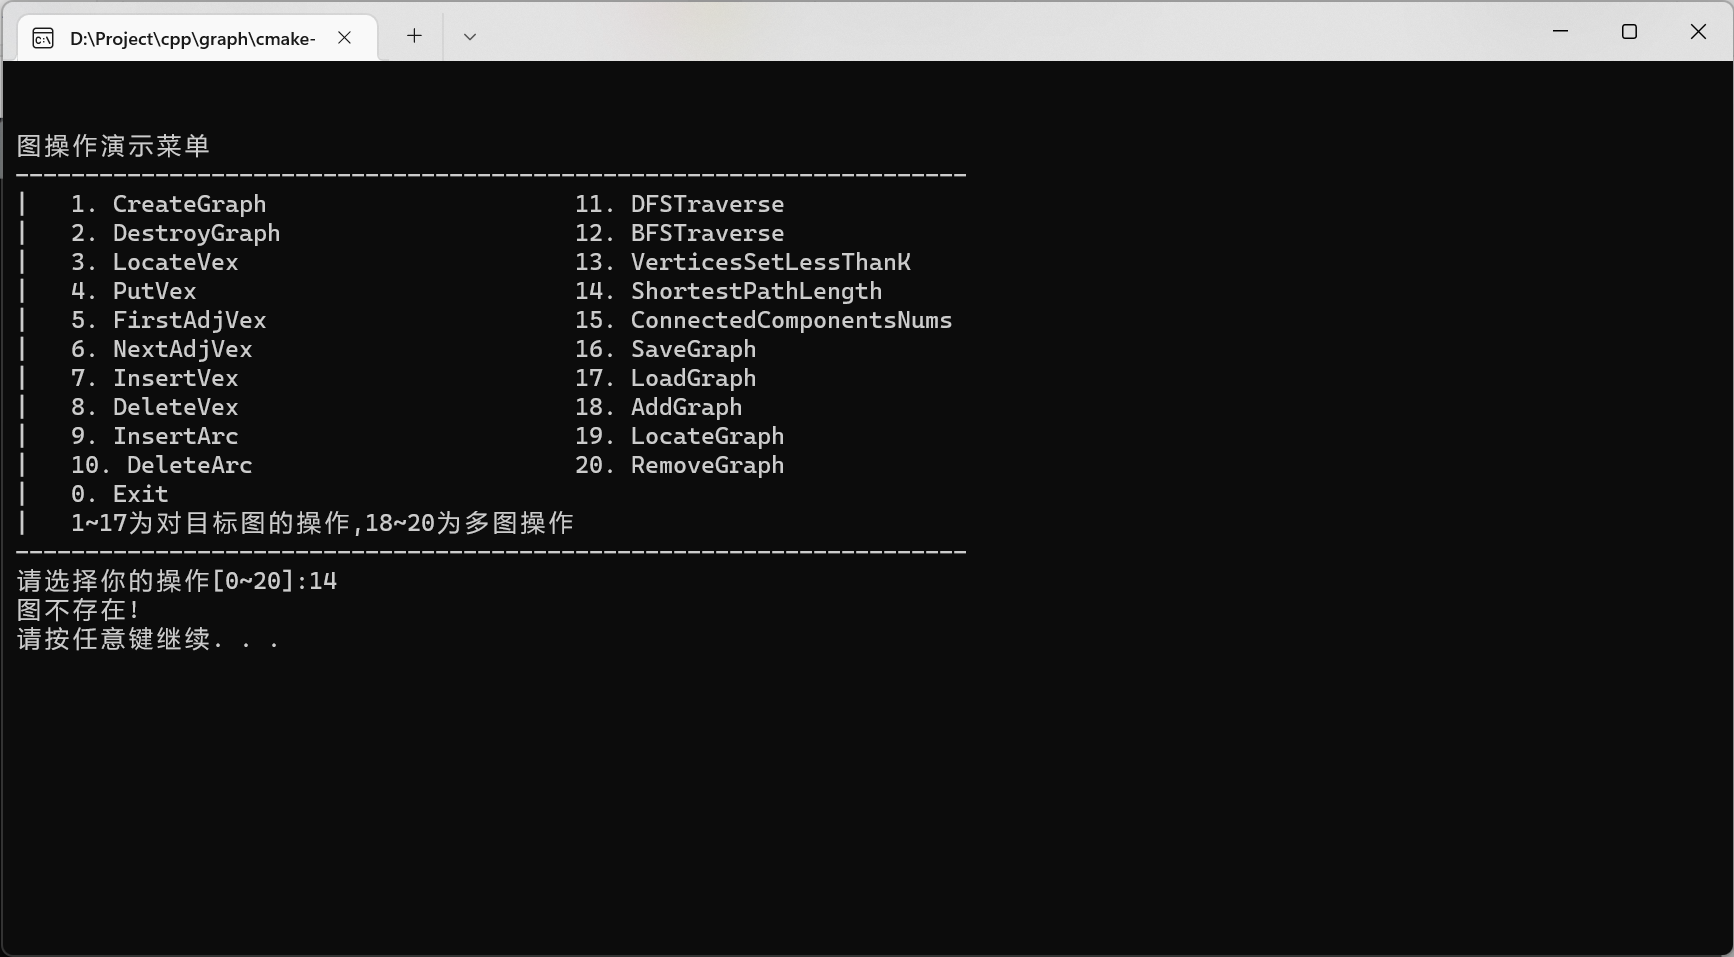 D:\Project\cpp\graph\cmake-
图操作演示菜单
--------------------------------------------------------------------
|   1. CreateGraph                      11. DFSTraverse
|   2. DestroyGraph                     12. BFSTraverse
|   3. LocateVex                        13. VerticesSetLessThanK
|   4. PutVex                           14. ShortestPathLength
|   5. FirstAdjVex                      15. ConnectedComponentsNums
|   6. NextAdjVex                       16. SaveGraph
|   7. InsertVex                        17. LoadGraph
|   8. DeleteVex                        18. AddGraph
|   9. InsertArc                        19. LocateGraph
|   10. DeleteArc                       20. RemoveGraph
|   0. Exit
|   1~17为对目标图的操作,18~20为多图操作
--------------------------------------------------------------------
请选择你的操作[0~20]:14
图不存在!
请按任意键继续. . .